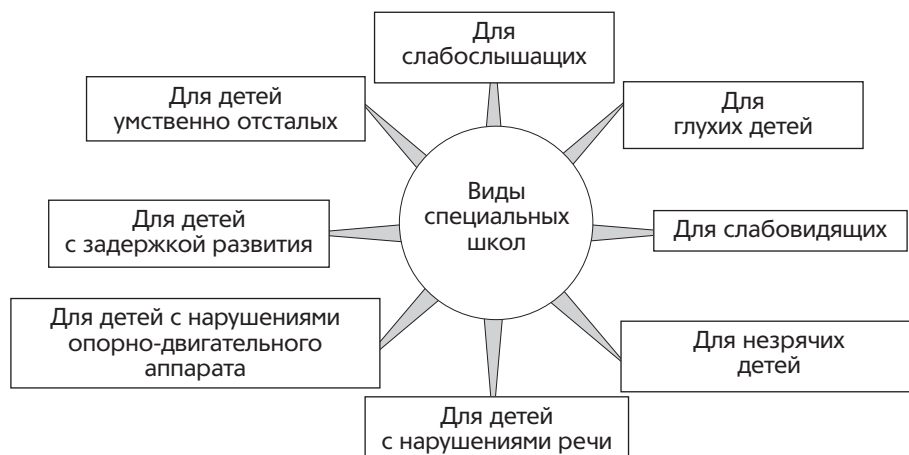 Виды
специальных
школ
Для
слабослышащих
Для
глухих детей
Для слабовидящих
Для незрячих
детей
Для детей
с нарушениями речи
Для детей с нарушениями
опорно-двигательного
аппарата
Для детей
с задержкой развития
Для детей
умственно отсталых